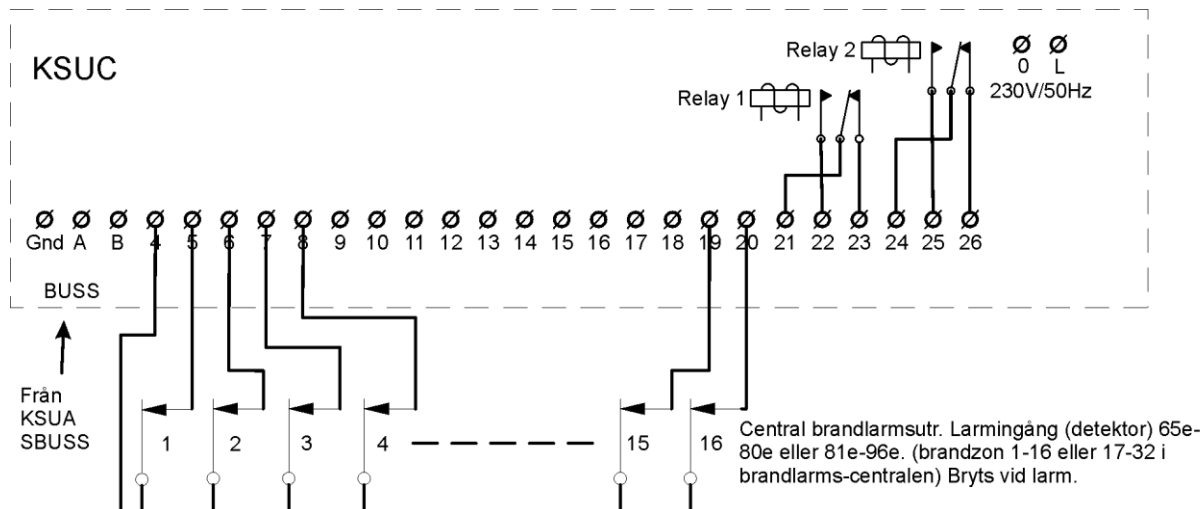 KSUC
Relay 2
0 L
230V/50Hz
Relay 1
Gnd A B 4 5 6 7 8 9 10 11 12 13 14 15 16 17 18 19 20 21 22 23 24 25 26
BUSS
Från
KSUA
SBUSS
1 2 3 4 15 16
Central brandlarmsutr. Larmingång (detektor) 65e-
80e eller 81e-96e. (brandzon 1-16 eller 17-32 i
brandlarms-centralen) Bryts vid larm.